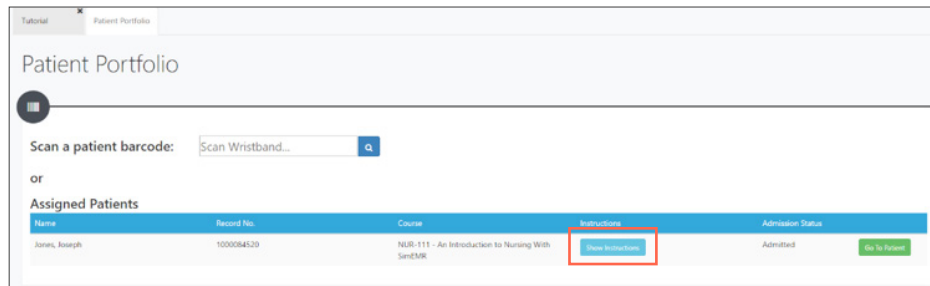 Tutorial Patient Portfolio
Patient Portfolio
Scan a patient barcode: Scan Wristband...
or
Assigned Patients
Name Record No. Course Instructions Admission Status
Jones, Joseph 1000084520 NUR-111 - An Introduction to Nursing With SimEMR Show Instructions Admitted Go To Patient